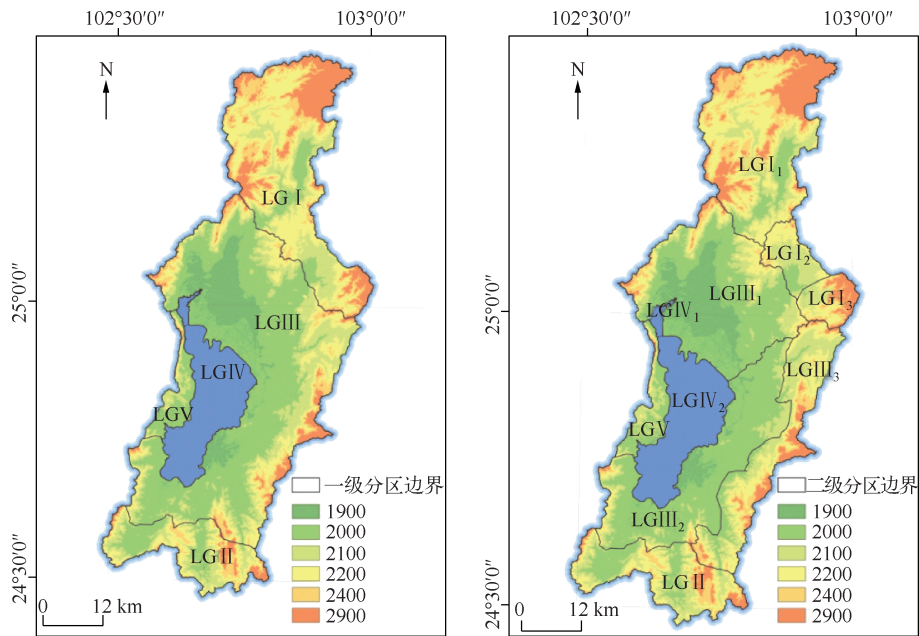 102°30′0″
103°0′0″
N
LG I
LGIII
LGIV
LGV
LG II
25°0′0″
24°30′0″
一级分区边界
1900
2000
2100
2200
2400
2900
0 12 km
102°30′0″
103°0′0″
N
LG I₁
LG I₂
LG I₃
LGIII₁
LGIV₁
LGIII₃
LGIV₂
LGV
LGIII₂
LG II
25°0′0″
24°30′0″
二级分区边界
1900
2000
2100
2200
2400
2900
0 12 km